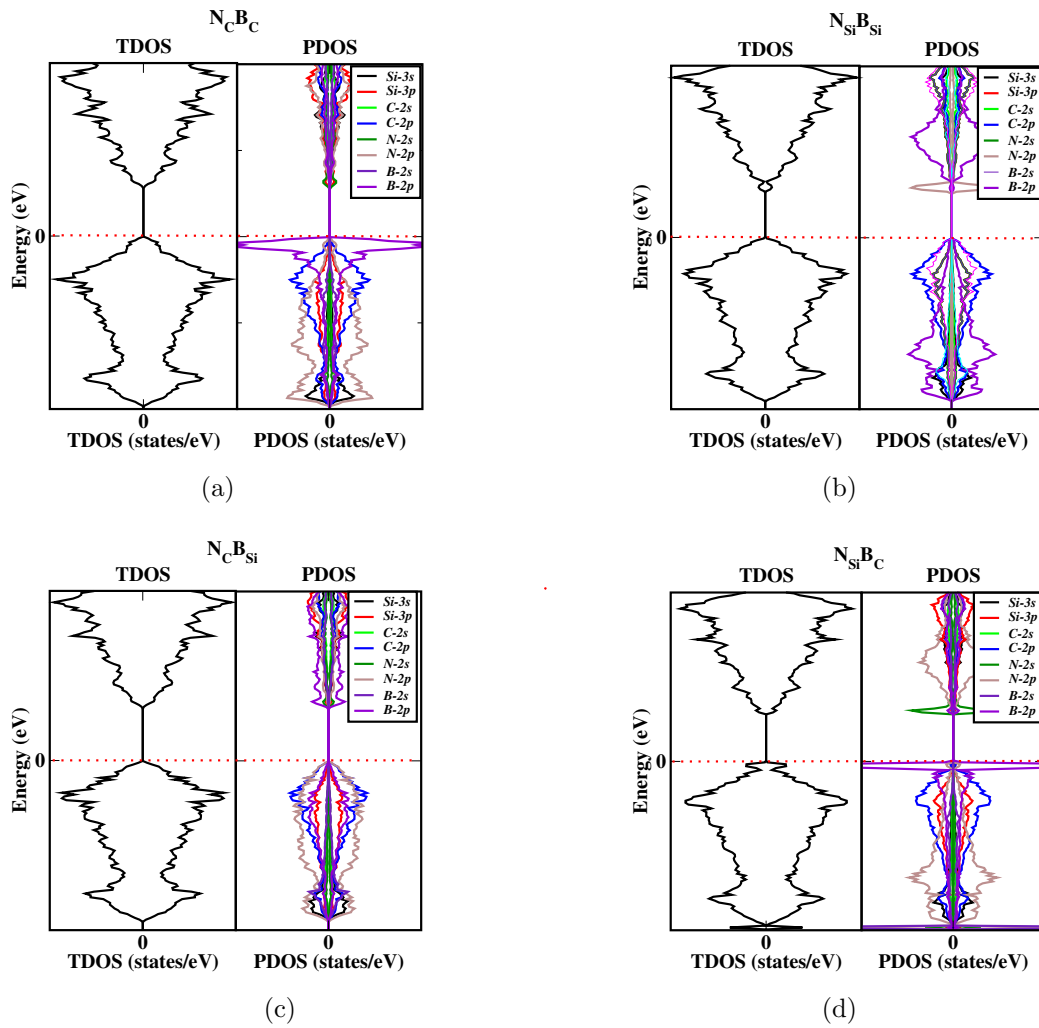 N_C B_C
TDOS PDOS
Energy (eV)
0
Si-3s
Si-3p
C-2s
C-2p
N-2s
N-2p
B-2s
B-2p
0 0
TDOS (states/eV) PDOS (states/eV)
(a)
N_Si B_Si
TDOS PDOS
Energy (eV)
0
Si-3s
Si-3p
C-2s
C-2p
N-2s
N-2p
B-2s
B-2p
0 0
TDOS (states/eV) PDOS (states/eV)
(b)
N_C B_Si
TDOS PDOS
Energy (eV)
0
Si-3s
Si-3p
C-2s
C-2p
N-2s
N-2p
B-2s
B-2p
0 0
TDOS (states/eV) PDOS (states/eV)
(c)
N_Si B_C
TDOS PDOS
Energy (eV)
0
Si-3s
Si-3p
C-2s
C-2p
N-2s
N-2p
B-2s
B-2p
0 0
TDOS (states/eV) PDOS (states/eV)
(d)